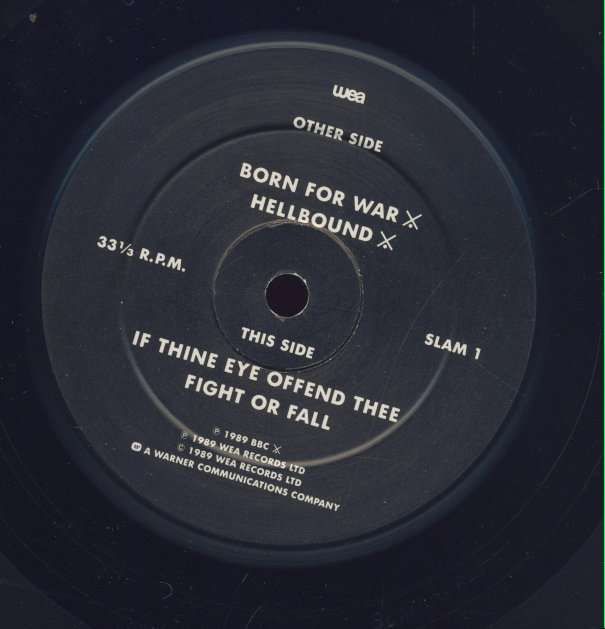 wea
OTHER SIDE
BORN FOR WAR ⚔
HELLBOUND ⚔
33⅓ R.P.M.
THIS SIDE
SLAM 1
IF THINE EYE OFFEND THEE
FIGHT OR FALL
℗ 1989 BBC ⚔
℗ 1989 WEA RECORDS LTD
© 1989 WEA RECORDS LTD
A WARNER COMMUNICATIONS COMPANY